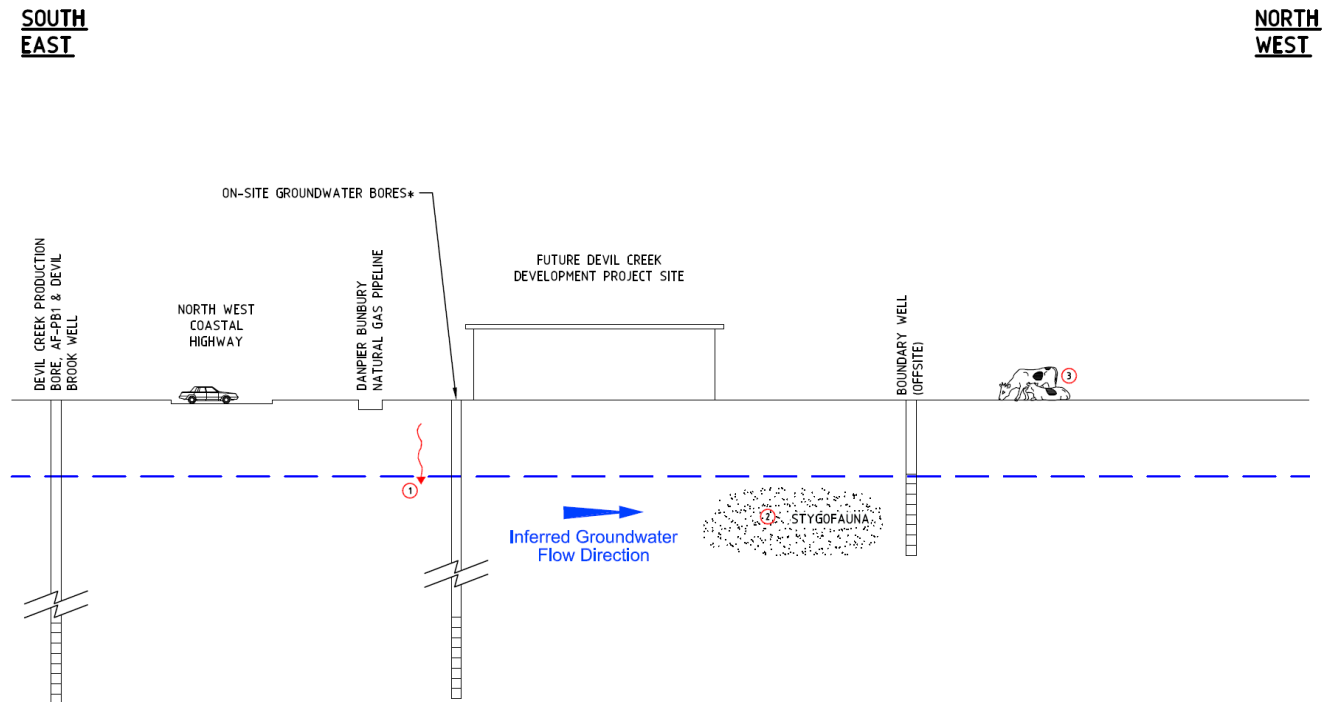 SOUTH
EAST
NORTH
WEST
ON-SITE GROUNDWATER BORES*
DEVIL CREEK PRODUCTION
BORE, AF-PB1 & DEVIL
BROOK WELL
NORTH WEST
COASTAL
HIGHWAY
DANPIER BUNBURY
NATURAL GAS PIPELINE
FUTURE DEVIL CREEK
DEVELOPMENT PROJECT SITE
BOUNDARY WELL
(OFFSITE)
3
1
2
STYGOFAUNA
Inferred Groundwater
Flow Direction